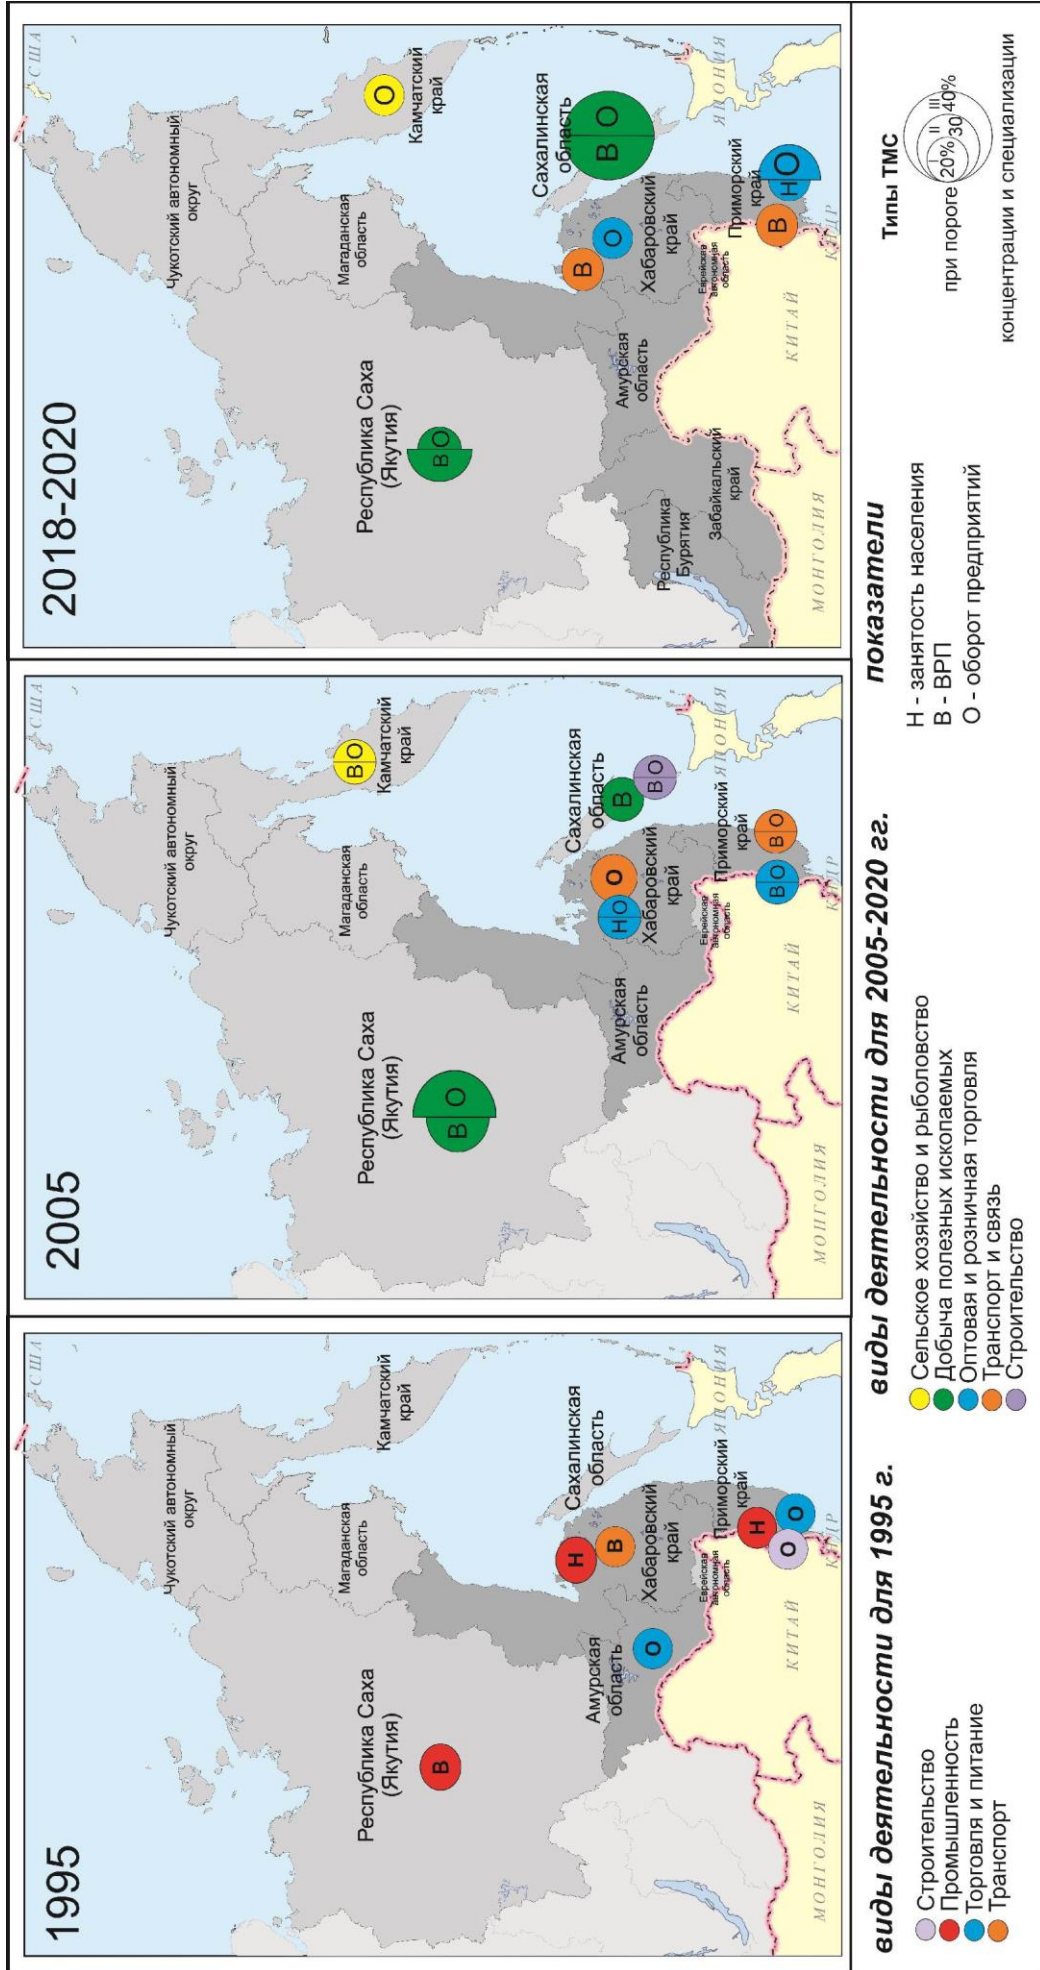 1995
США
Чукотский автономный
округ
Магаданская
область
Камчатский
край
Республика Саха
(Якутия)
Сахалинская
область
Н
В
Хабаровский
край
Амурская
область
О
В
Еврейская
автономная
область
Приморский
край
Н
О
О
ЯПОНИЯ
КНДР
КИТАЙ
МОНГОЛИЯ
2005
США
Чукотский автономный
округ
Магаданская
область
Камчатский
край
В О
Республика Саха
(Якутия)
В О
Сахалинская
область
В
В О
О
Н О
Хабаровский
край
Амурская
область
Еврейская
автономная
область
Приморский
край
В О
В О
ЯПОНИЯ
КНДР
КИТАЙ
МОНГОЛИЯ
2018-2020
США
Чукотский автономный
округ
Магаданская
область
Камчатский
край
О
Республика Саха
(Якутия)
В О
Сахалинская
область
В О
В
О
Хабаровский
край
Амурская
область
Еврейская
автономная
область
Приморский
край
В
Н О
Республика
Бурятия
Забайкальский
край
ЯПОНИЯ
КНДР
КИТАЙ
МОНГОЛИЯ
виды деятельности для 1995 г.
Строительство
Промышленность
Торговля и питание
Транспорт
виды деятельности для 2005-2020 гг.
Сельское хозяйство и рыболовство
Добыча полезных ископаемых
Оптовая и розничная торговля
Транспорт и связь
Строительство
показатели
Н - занятость населения
В - ВРП
О - оборот предприятий
Типы ТМС
I II III
при пороге 20% 30 40%
концентрации и специализации